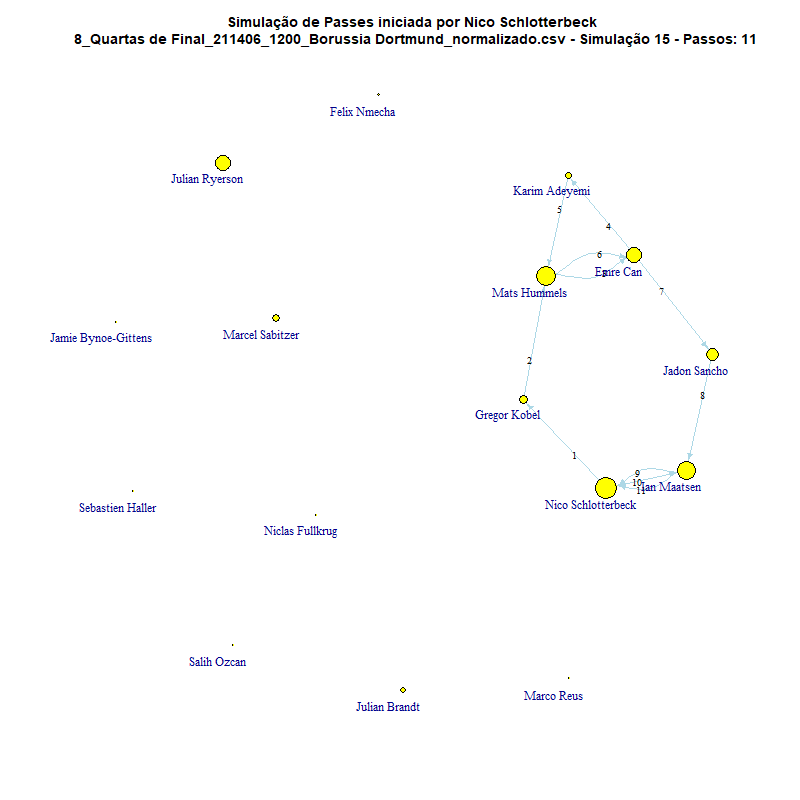 Simulação de Passes iniciada por Nico Schlotterbeck
8_Quartas de Final_211406_1200_Borussia Dortmund_normalizado.csv - Simulação 15 - Passos: 11
Felix Nmecha
Julian Ryerson
Karim Adeyemi
5
4
6
Emre Can
Mats Hummels
7
Jamie Bynoe-Gittens
Marcel Sabitzer
2
Jadon Sancho
8
Gregor Kobel
1
9
10
11
Ian Maatsen
Nico Schlotterbeck
Sebastien Haller
Niclas Fullkrug
Salih Ozcan
Julian Brandt
Marco Reus